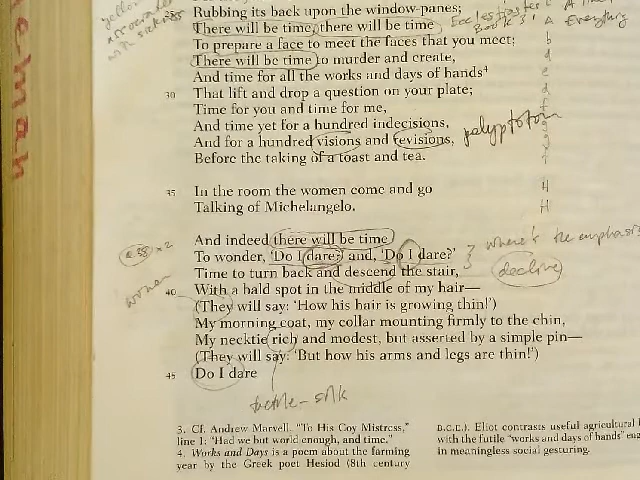 25 Rubbing its back upon the window-panes;
There will be time, there will be time
To prepare a face to meet the faces that you meet;
There will be time to murder and create,
And time for all the works and days of hands⁴
30 That lift and drop a question on your plate;
Time for you and time for me,
And time yet for a hundred indecisions,
And for a hundred visions and revisions,
Before the taking of a toast and tea.
35 In the room the women come and go
Talking of Michelangelo.
And indeed there will be time
To wonder, 'Do I dare?' and, 'Do I dare?'
Time to turn back and descend the stair,
40 With a bald spot in the middle of my hair—
(They will say: 'How his hair is growing thin!')
My morning coat, my collar mounting firmly to the chin,
My necktie rich and modest, but asserted by a simple pin—
(They will say: 'But how his arms and legs are thin!')
45 Do I dare
3. Cf. Andrew Marvell, "To His Coy Mistress,"
line 1: "Had we but world enough, and time."
4. Works and Days is a poem about the farming
year by the Greek poet Hesiod (8th century
B.C.E.). Eliot contrasts useful agricultural
with the futile "works and days of hands"
in meaningless social gesturing.
yellow
Ecclesiastes
Book 3!
A time
Everything
polyptoton
x2
women
where's the emphasis
decline
tactile - silk